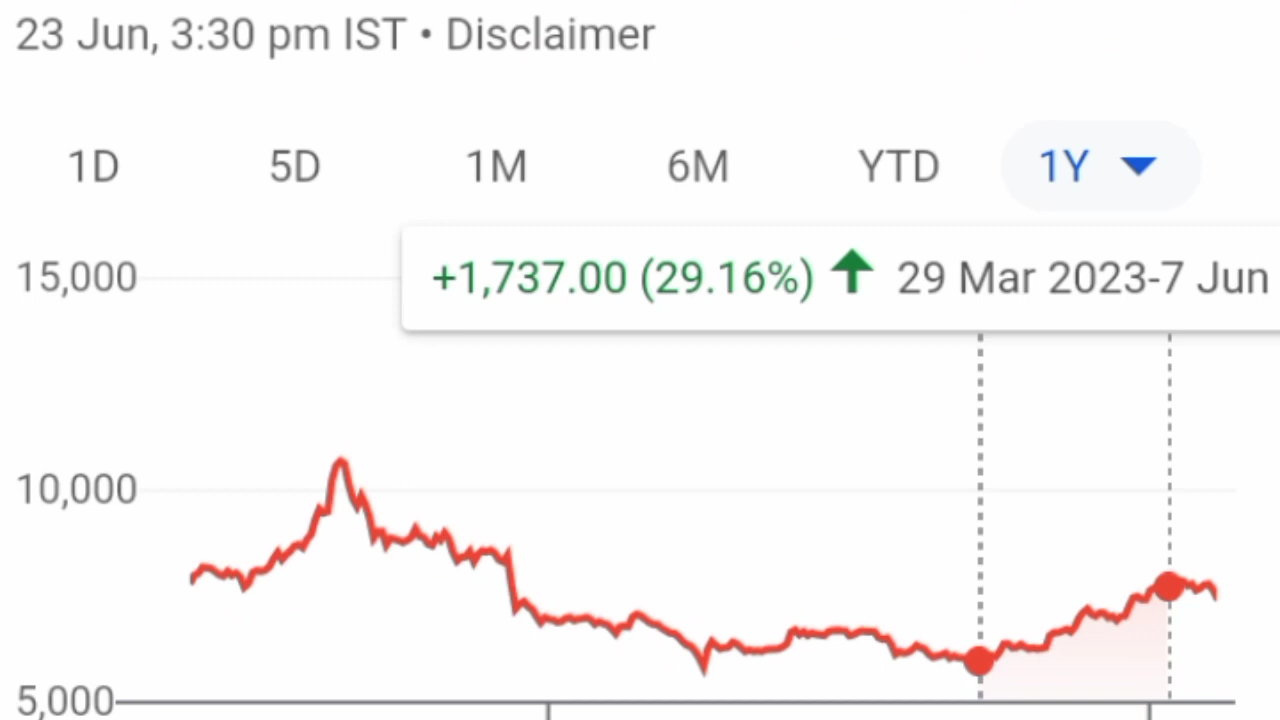 23 Jun, 3:30 pm IST • Disclaimer
1D 5D 1M 6M YTD 1Y
15,000
+1,737.00 (29.16%) 29 Mar 2023-7 Jun
10,000
5,000